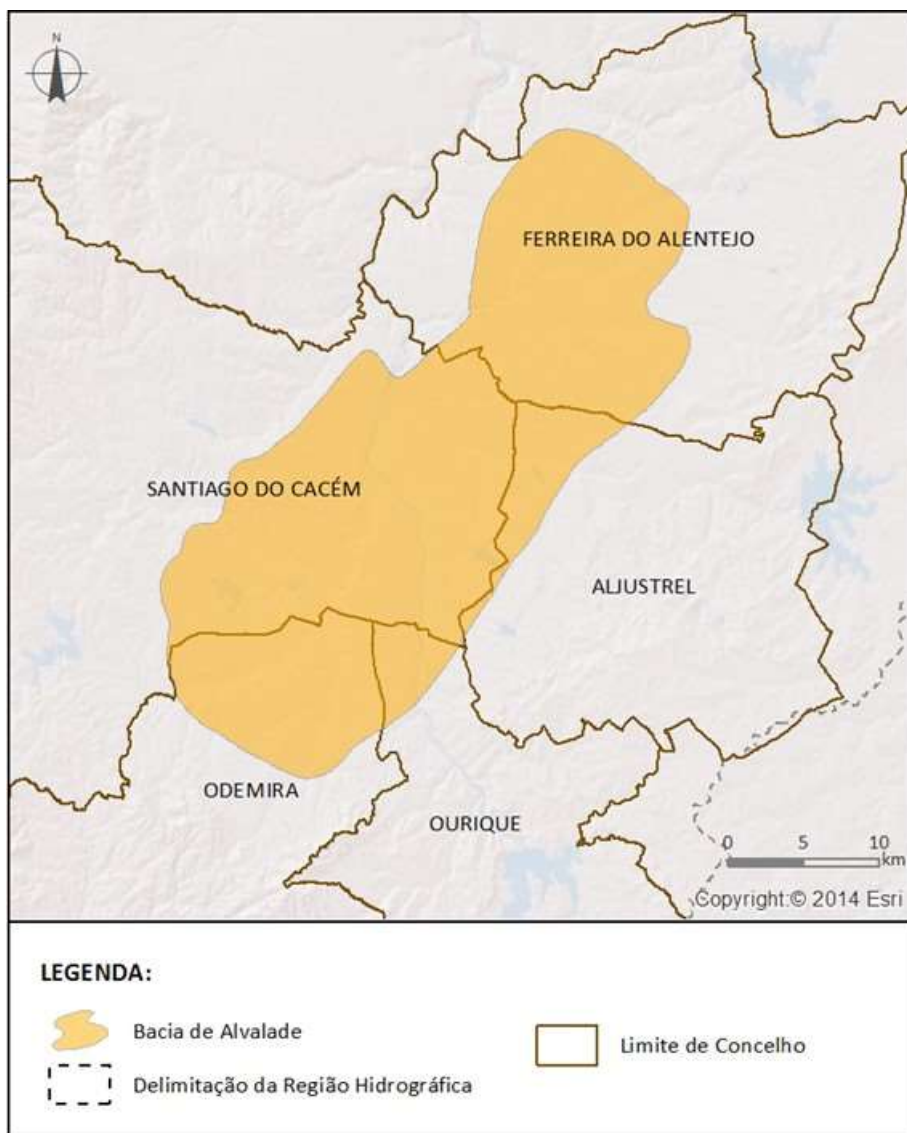 N
FERREIRA DO ALENTEJO
SANTIAGO DO CACÉM
ALJUSTREL
ODEMIRA
OURIQUE
0 5 10
km
Copyright:© 2014 Esri
LEGENDA:
Bacia de Alvalade
Limite de Concelho
Delimitação da Região Hidrográfica